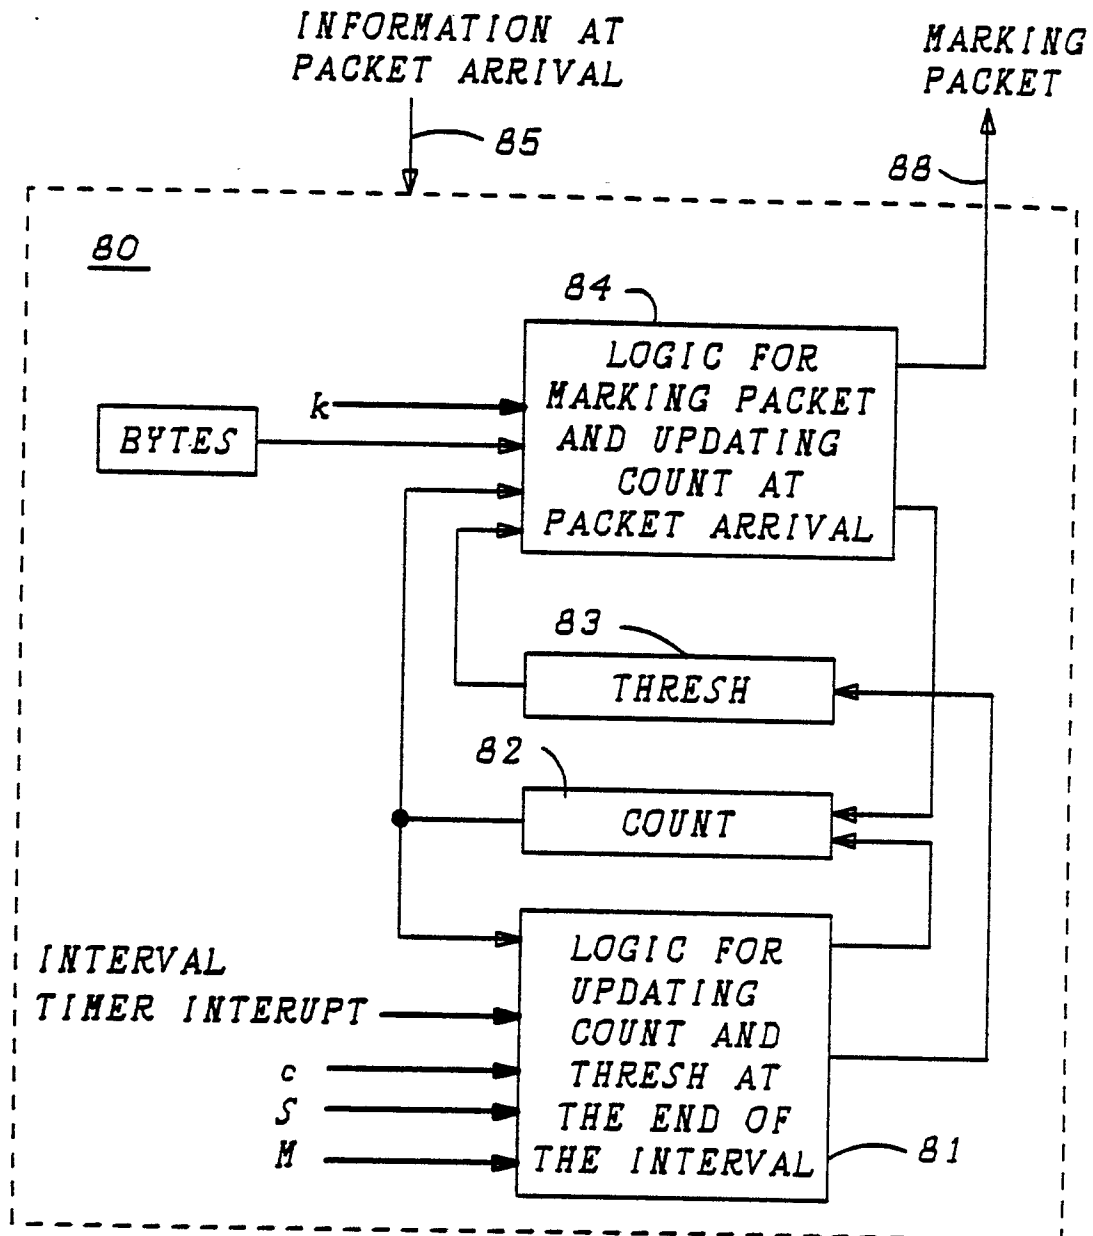 INFORMATION AT
PACKET ARRIVAL
MARKING
PACKET
85
88
80
84
LOGIC FOR
MARKING PACKET
AND UPDATING
COUNT AT
PACKET ARRIVAL
k
BYTES
83
THRESH
82
COUNT
INTERVAL
TIMER INTERUPT
c
S
M
LOGIC FOR
UPDATING
COUNT AND
THRESH AT
THE END OF
THE INTERVAL
81